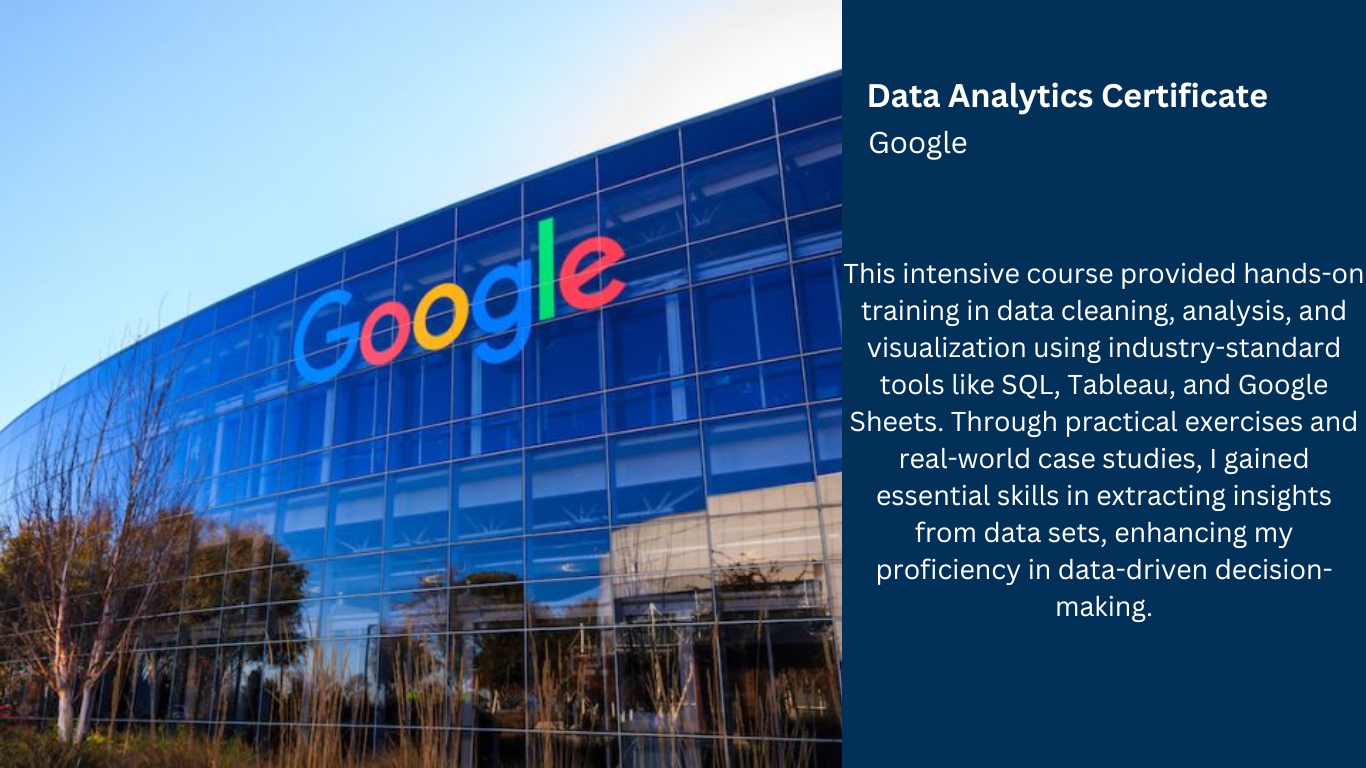 Google
Data Analytics Certificate
Google
This intensive course provided hands-on
training in data cleaning, analysis, and
visualization using industry-standard
tools like SQL, Tableau, and Google
Sheets. Through practical exercises and
real-world case studies, I gained
essential skills in extracting insights
from data sets, enhancing my
proficiency in data-driven decision-
making.